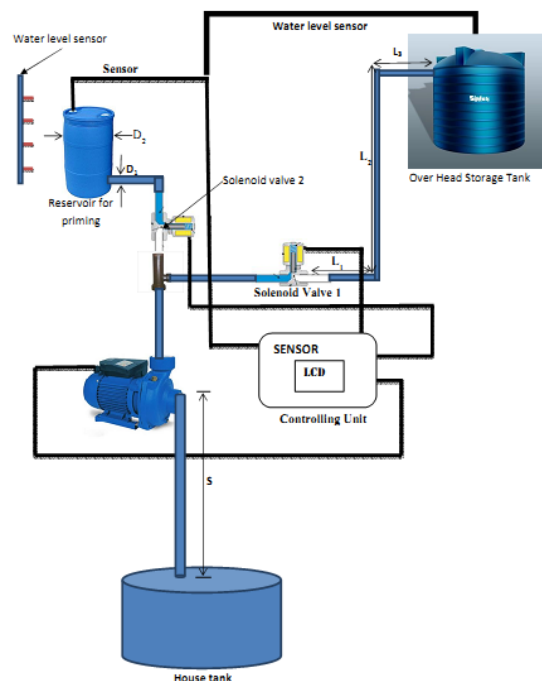 Water level sensor
Water level sensor
Sensor
L3
D2
D1
L2
Sintex
Over Head Storage Tank
Reservoir for
priming
Solenoid valve 2
L1
Solenoid Valve 1
SENSOR
LCD
Controlling Unit
S
House tank